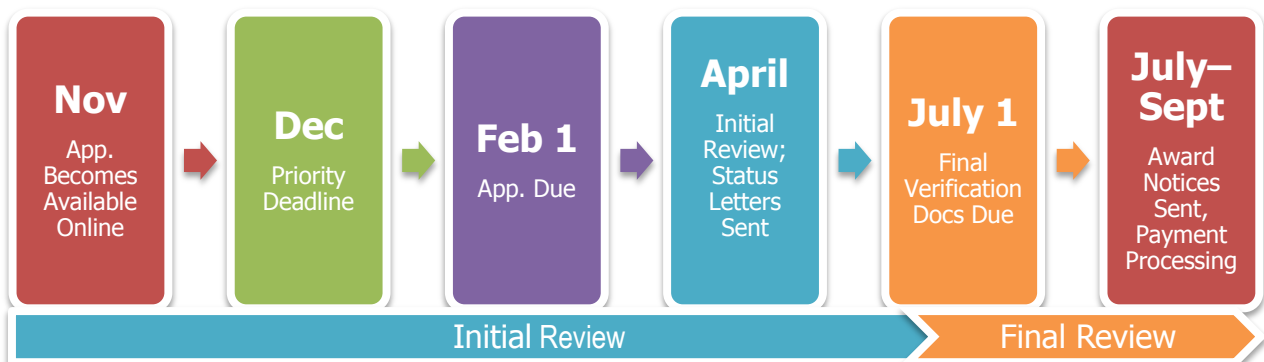 Nov
App.
Becomes
Available
Online
Dec
Priority
Deadline
Feb 1
App. Due
April
Initial
Review;
Status
Letters
Sent
July 1
Final
Verification
Docs Due
July–
Sept
Award
Notices
Sent,
Payment
Processing
Initial Review
Final Review